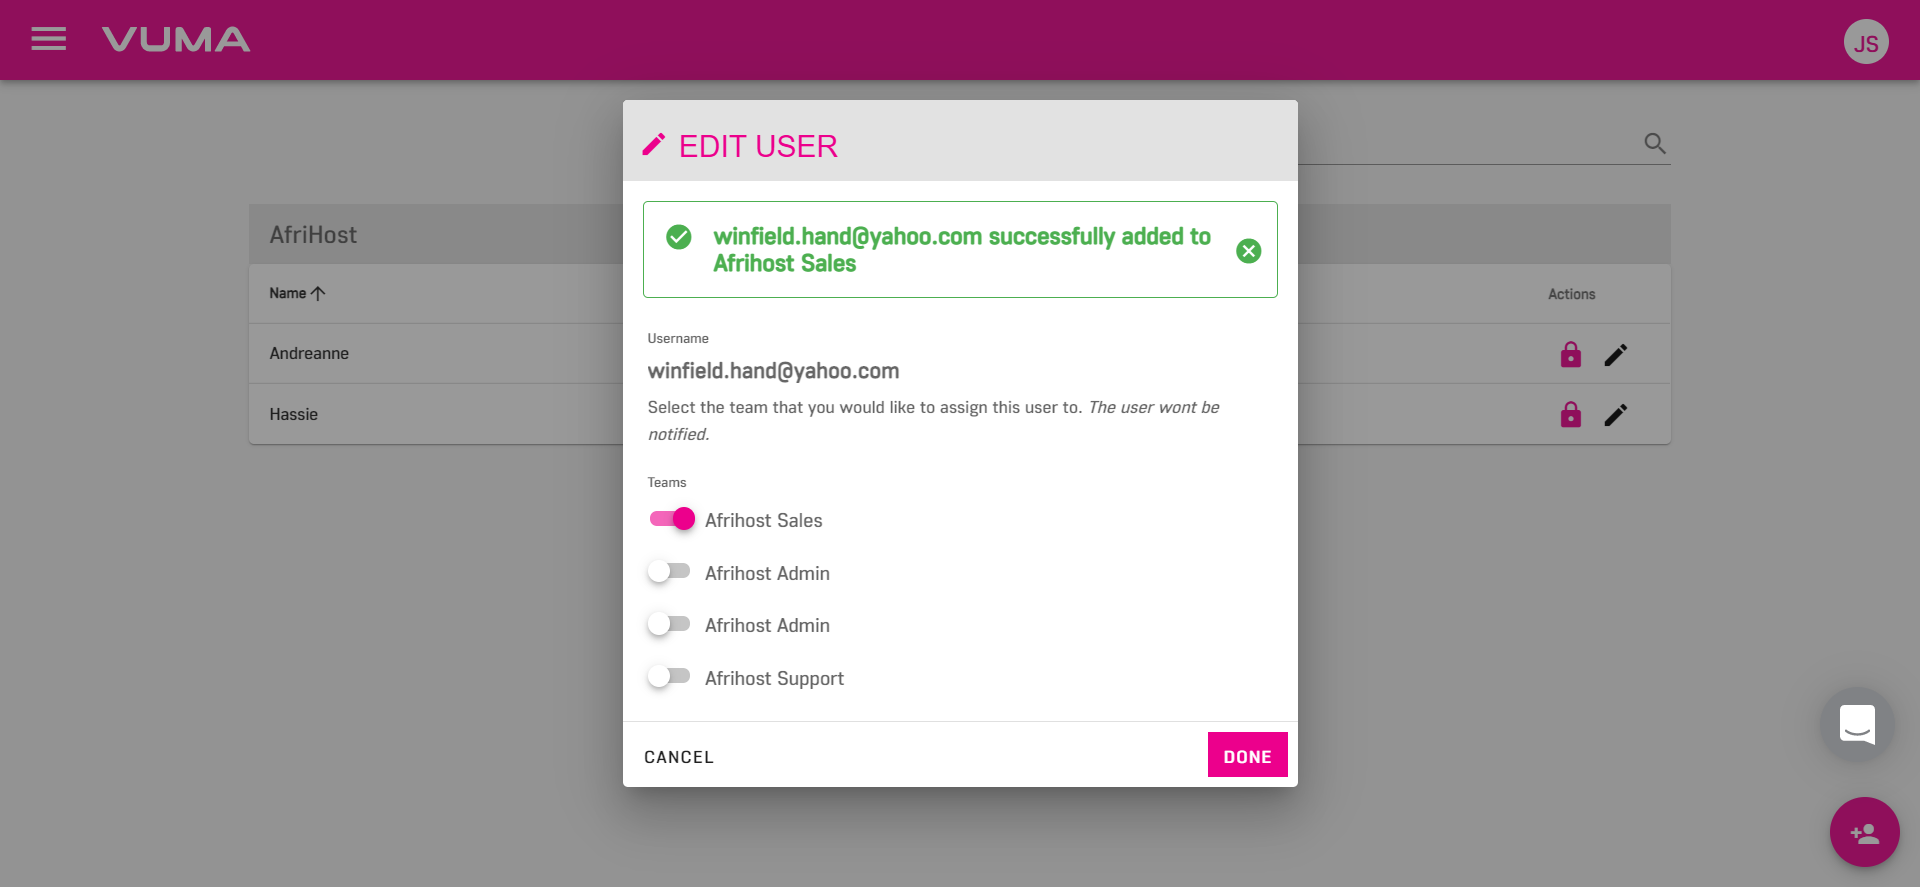 VUMA
JS
EDIT USER
winfield.hand@yahoo.com successfully added to
Afrihost Sales
AfriHost
Name
Actions
Andreanne
Hassie
Username
winfield.hand@yahoo.com
Select the team that you would like to assign this user to. The user wont be
notified.
Teams
Afrihost Sales
Afrihost Admin
Afrihost Admin
Afrihost Support
CANCEL
DONE